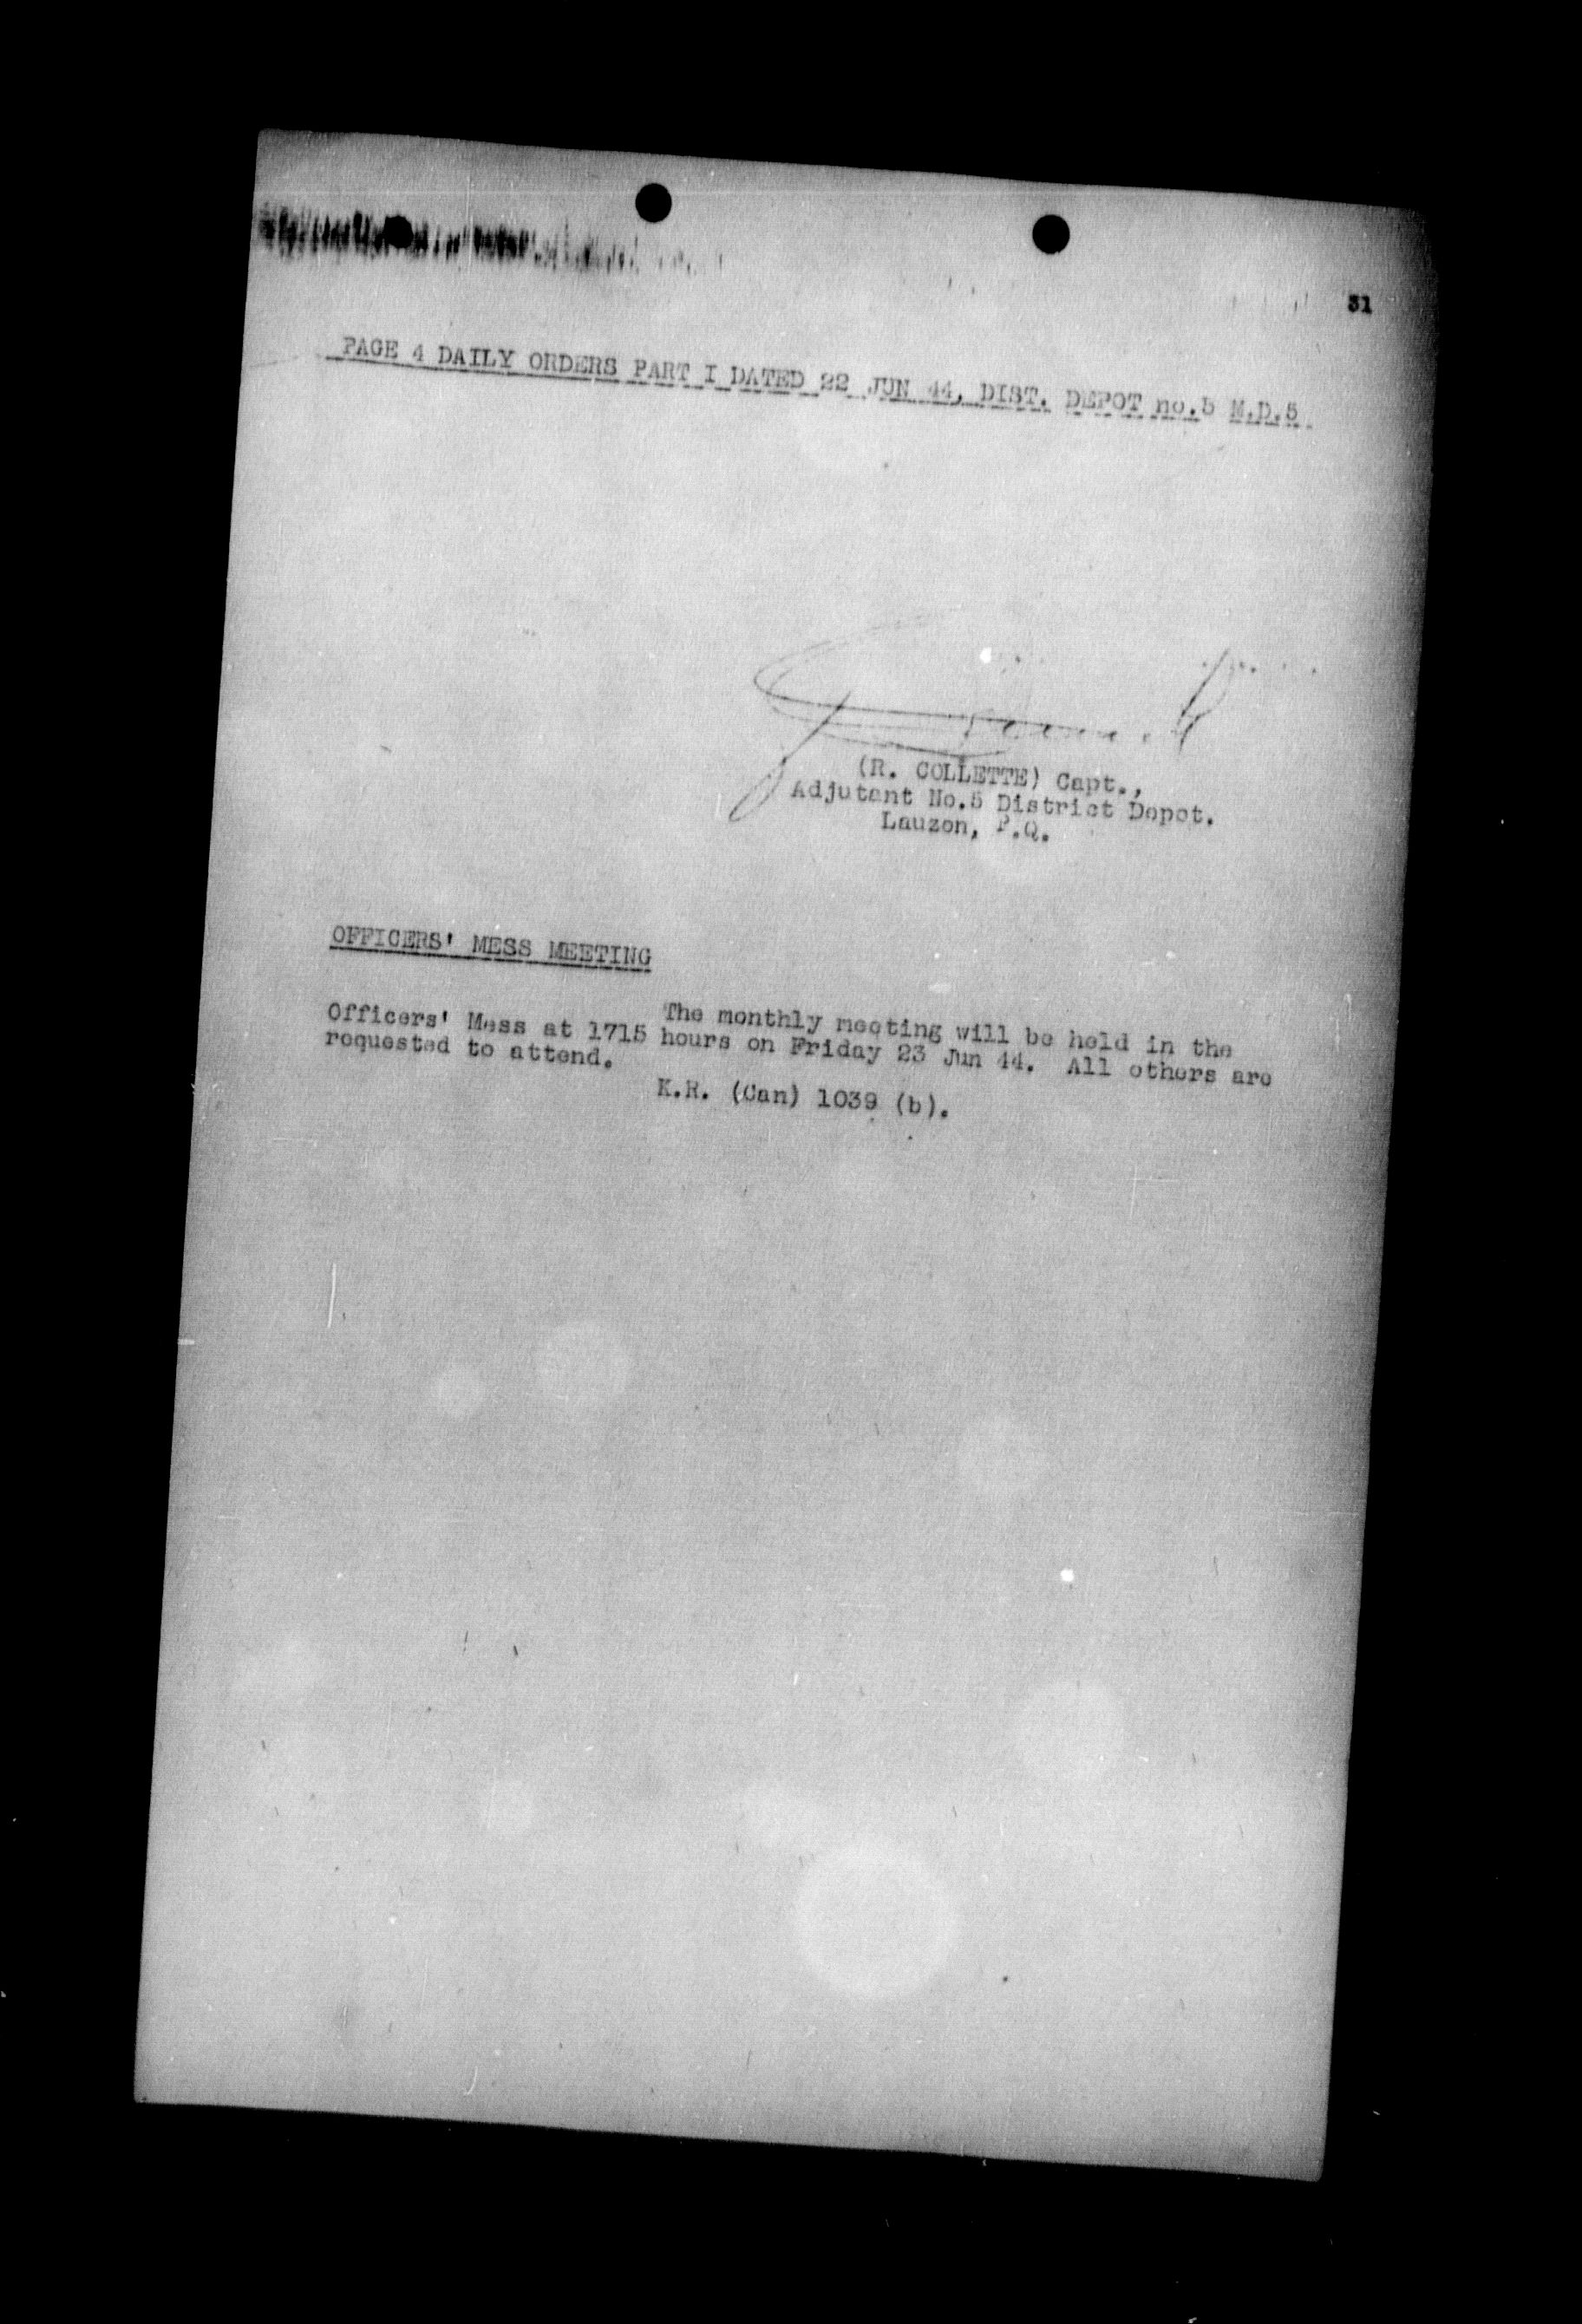 31
PAGE 4 DAILY ORDERS PART I DATED 22 JUN 44, DIST. DEPOT no.5 M.D.5.
(R. COLLETTE) Capt.,
Adjutant No.5 District Depot.
Lauzon, P.Q.
OFFICERS' MESS MEETING
The monthly meeting will be held in the
Officers' Mess at 1715 hours on Friday 23 Jun 44. All others are
requested to attend.
K.R. (Can) 1039 (b).